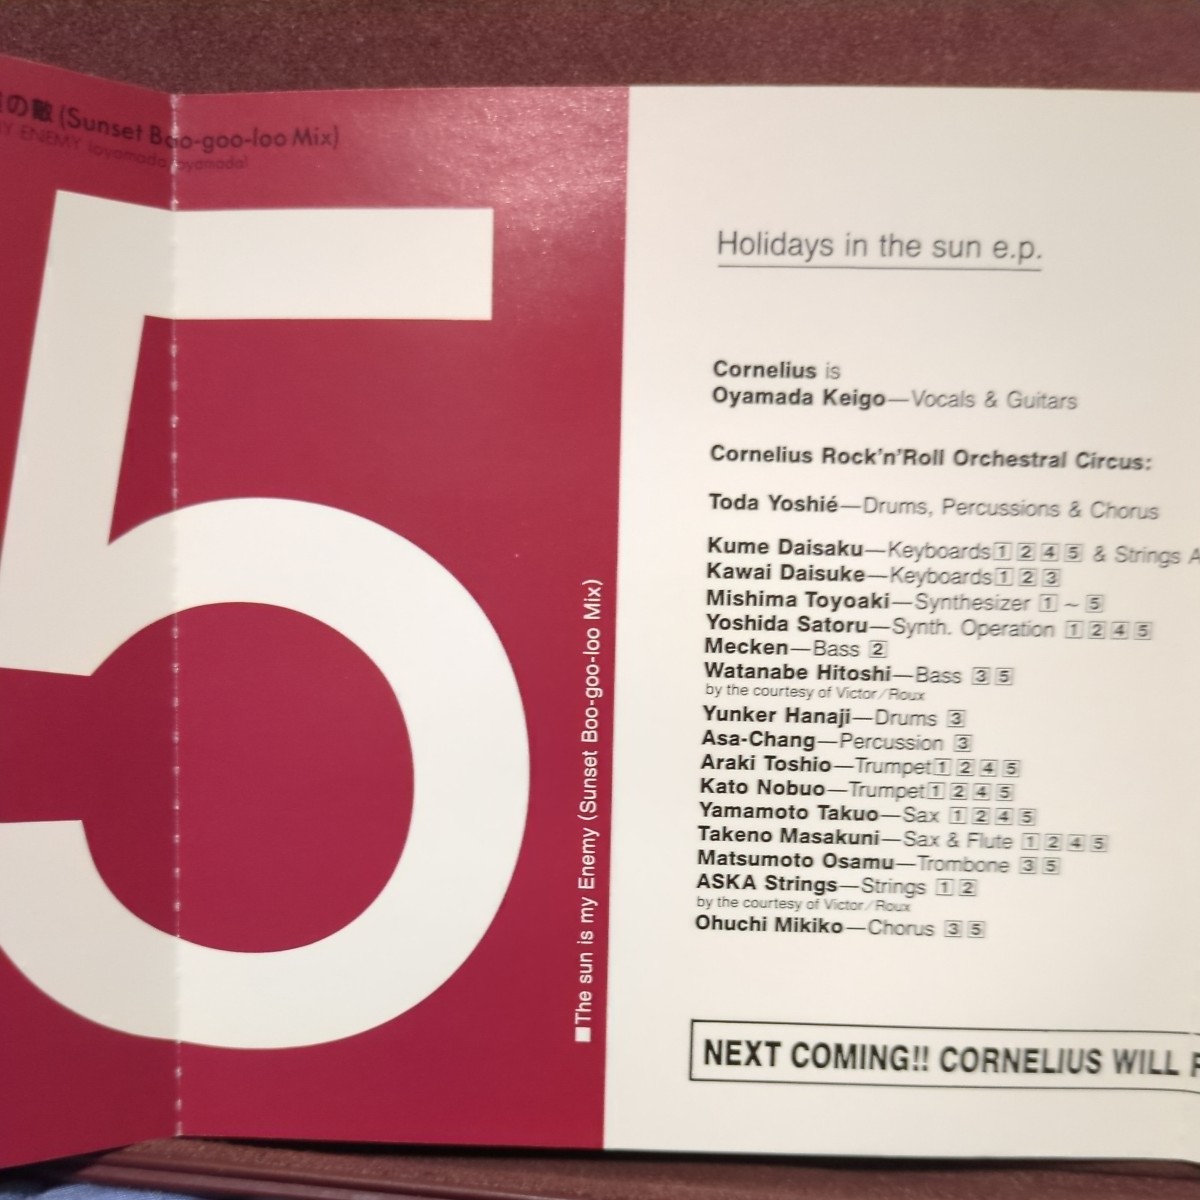 の敵 (Sunset Boo-goo-loo Mix)
MY ENEMY (oyamada/oyamada)
5
■The sun is my Enemy (Sunset Boo-goo-loo Mix)
Holidays in the sun e.p.
Cornelius is
Oyamada Keigo—Vocals & Guitars
Cornelius Rock'n'Roll Orchestral Circus:
Toda Yoshié—Drums, Percussions & Chorus
Kume Daisaku—Keyboards 1 2 4 5 & Strings A
Kawai Daisuke—Keyboards 1 2 3
Mishima Toyoaki—Synthesizer 1 ~ 5
Yoshida Satoru—Synth. Operation 1 2 4 5
Mecken—Bass 2
Watanabe Hitoshi—Bass 3 5
by the courtesy of Victor/Roux
Yunker Hanaji—Drums 3
Asa-Chang—Percussion 3
Araki Toshio—Trumpet 1 2 4 5
Kato Nobuo—Trumpet 1 2 4 5
Yamamoto Takuo—Sax 1 2 4 5
Takeno Masakuni—Sax & Flute 1 2 4 5
Matsumoto Osamu—Trombone 3 5
ASKA Strings—Strings 1 2
by the courtesy of Victor/Roux
Ohuchi Mikiko—Chorus 3 5
NEXT COMING!! CORNELIUS WILL